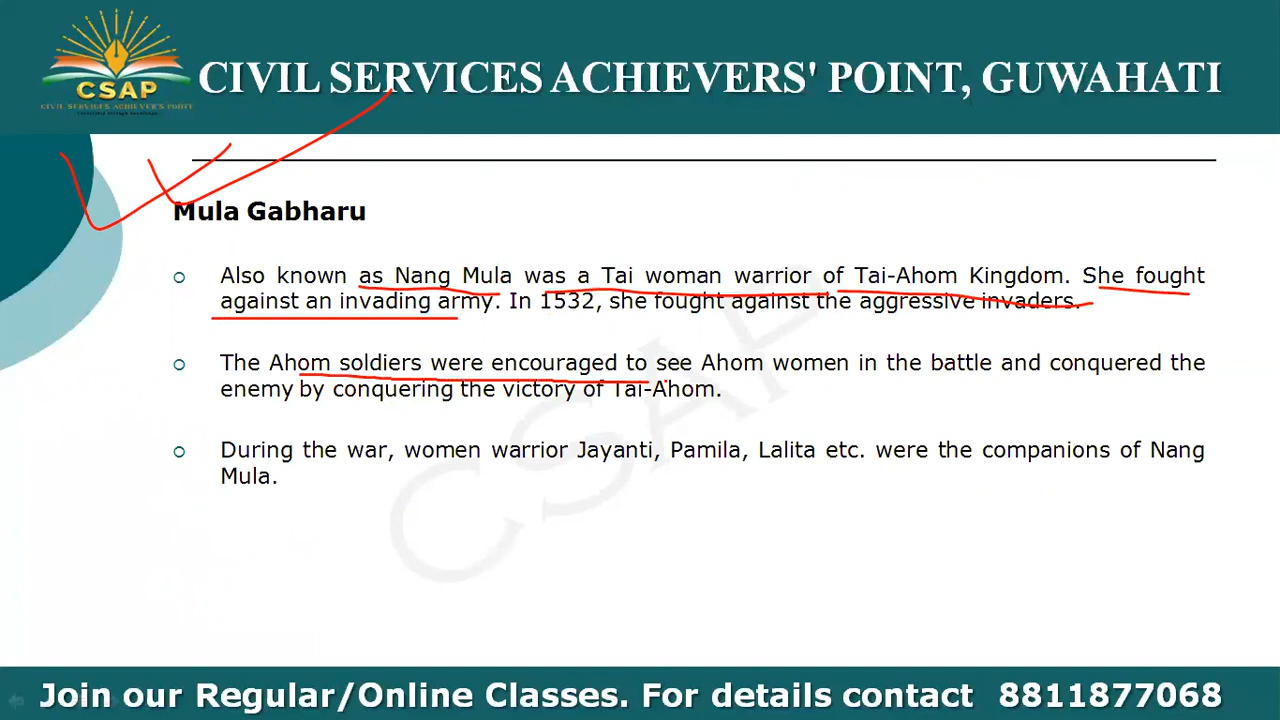 CSAP
CIVIL SERVICES ACHIEVER'S POINT
CIVIL SERVICES ACHIEVERS' POINT, GUWAHATI
Mula Gabharu
Also known as Nang Mula was a Tai woman warrior of Tai-Ahom Kingdom. She fought
against an invading army. In 1532, she fought against the aggressive invaders.
The Ahom soldiers were encouraged to see Ahom women in the battle and conquered the
enemy by conquering the victory of Tai-Ahom.
During the war, women warrior Jayanti, Pamila, Lalita etc. were the companions of Nang
Mula.
CSAP
Join our Regular/Online Classes. For details contact 8811877068